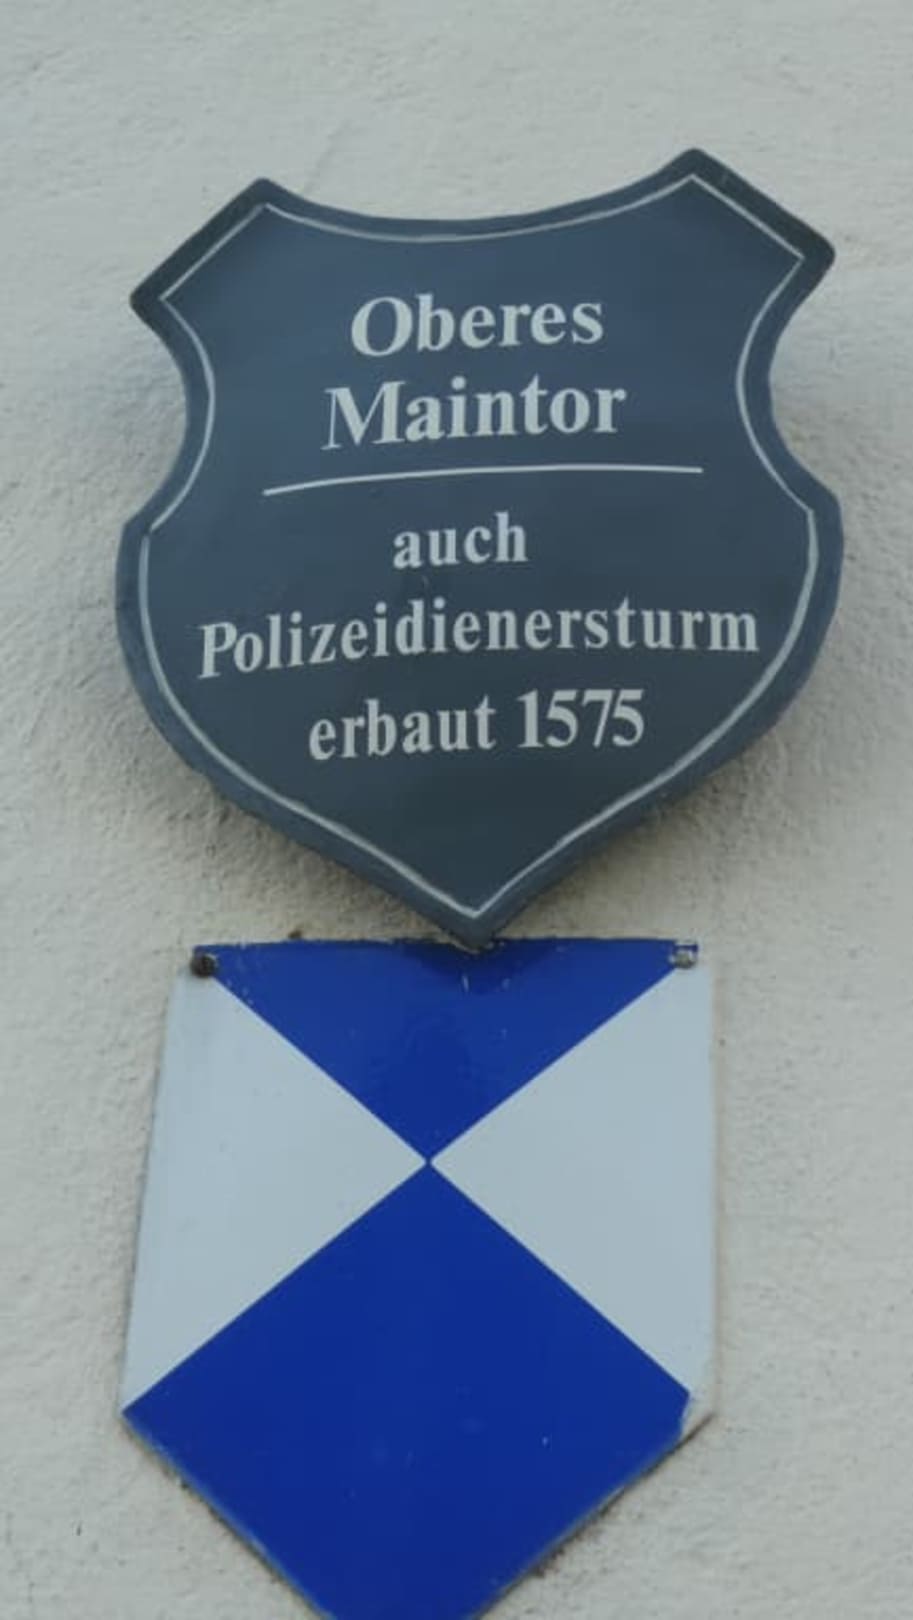 Oberes
Maintor
auch
Polizeidienersturm
erbaut 1575